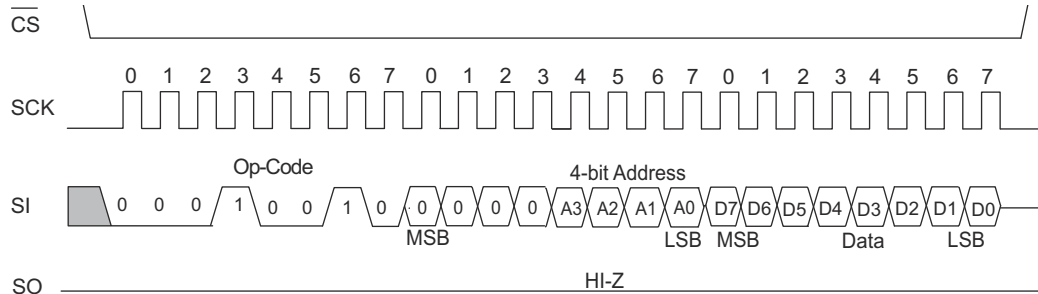 CS
0 1 2 3 4 5 6 7 0 1 2 3 4 5 6 7 0 1 2 3 4 5 6 7
SCK
Op-Code
4-bit Address
SI
0 0 0 1 0 0 1 0 0 0 0 0 A3 A2 A1 A0 D7 D6 D5 D4 D3 D2 D1 D0
MSB LSB MSB Data LSB
HI-Z
SO